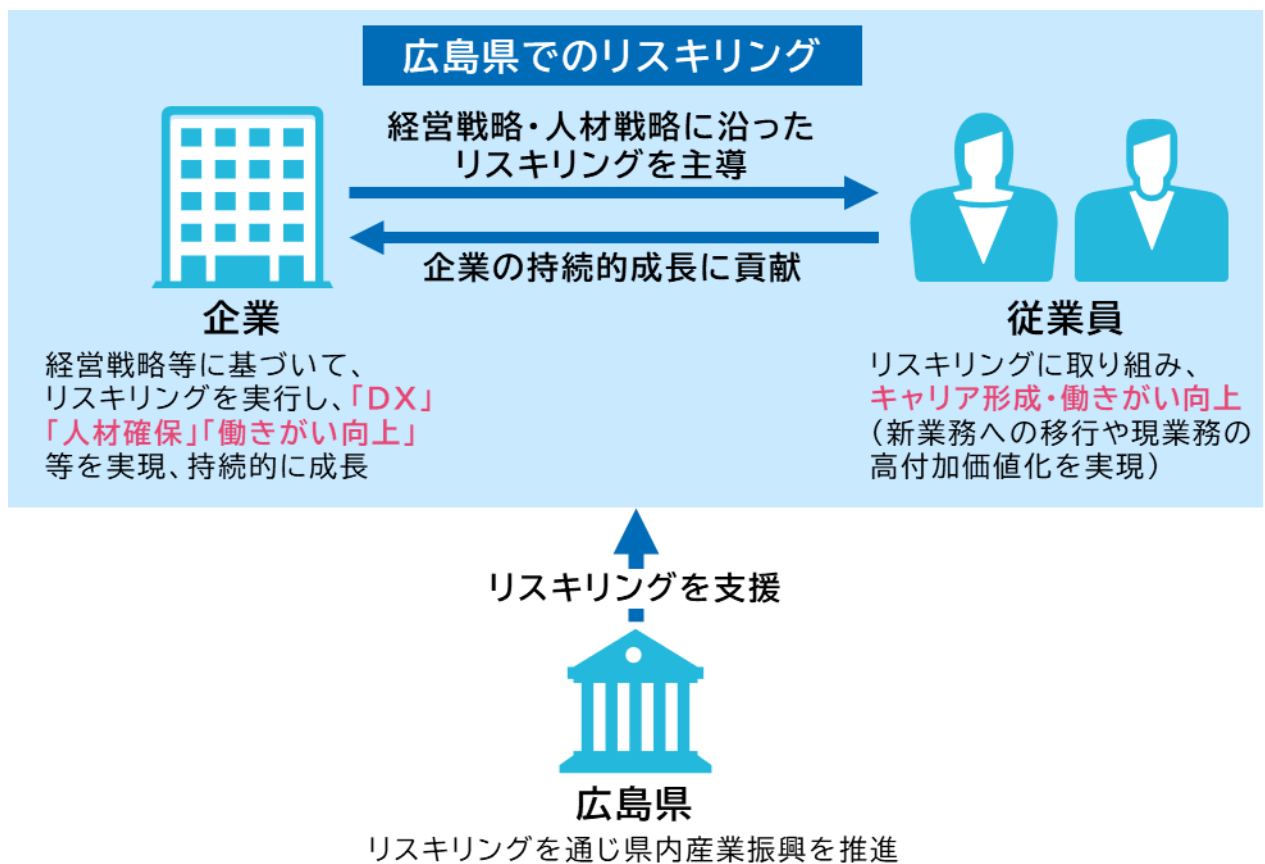 広島県でのリスキリング
経営戦略・人材戦略に沿った
リスキリングを主導
企業の持続的成長に貢献
企業
経営戦略等に基づいて、
リスキリングを実行し、「DX」
「人材確保」「働きがい向上」
等を実現、持続的に成長
従業員
リスキリングに取り組み、
キャリア形成・働きがい向上
（新業務への移行や現業務の
高付加価値化を実現）
リスキリングを支援
広島県
リスキリングを通じ県内産業振興を推進